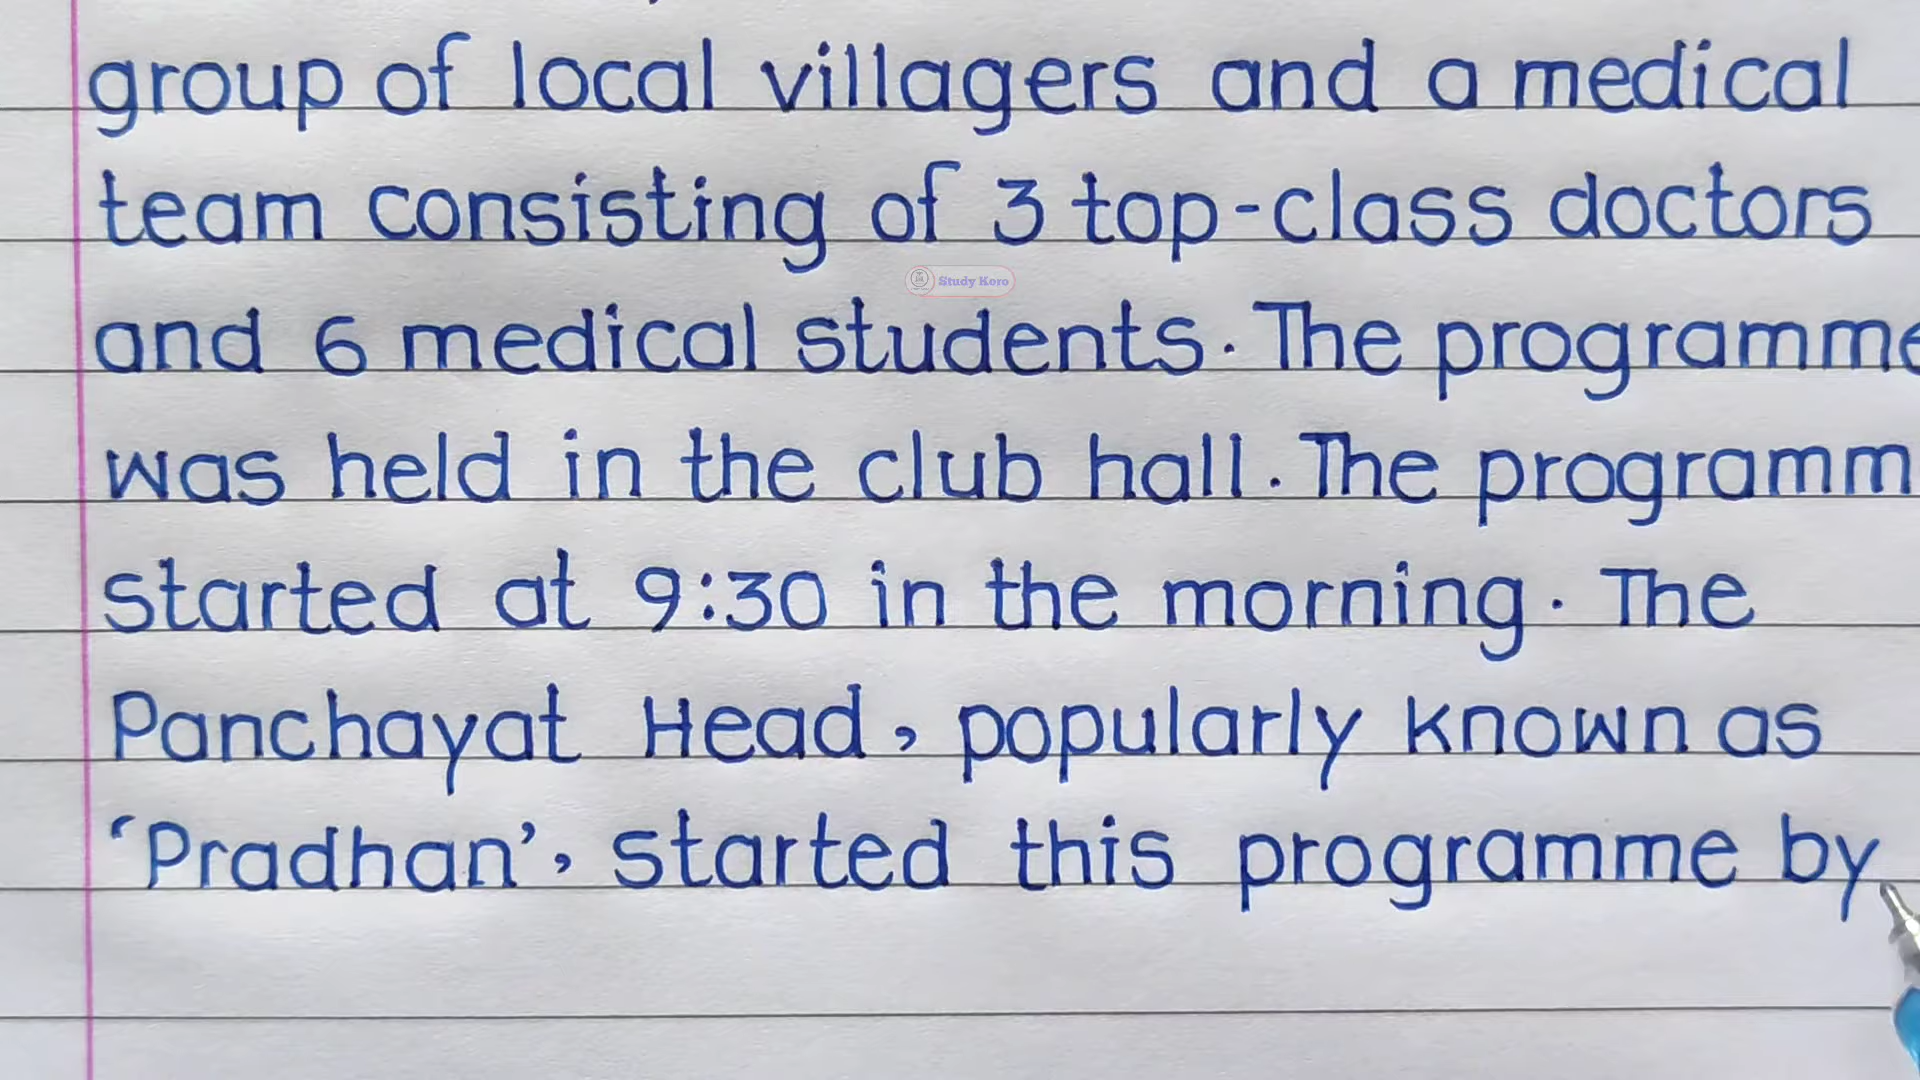 group of local villagers and a medical
team consisting of 3 top-class doctors
Study Koro
and 6 medical students. The programme
was held in the club hall. The programm
started at 9:30 in the morning. The
Panchayat Head, popularly known as
'Pradhan', started this programme by